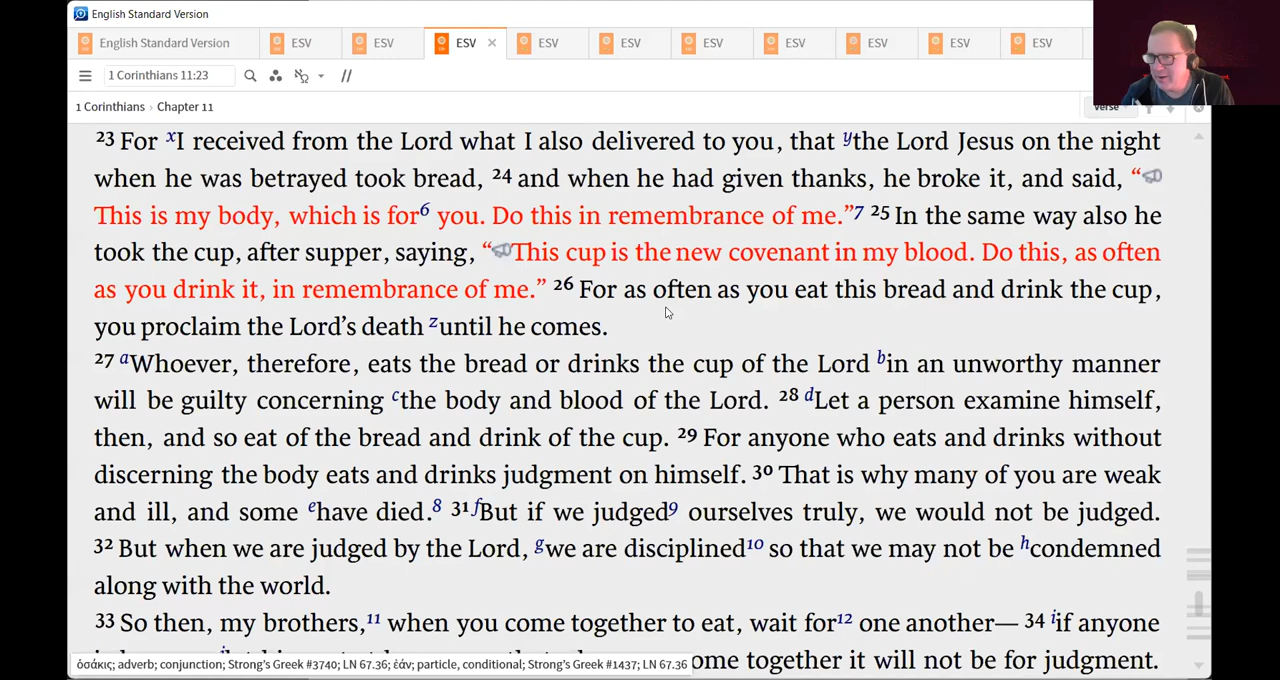 English Standard Version
English Standard Version ESV ESV ESV ESV ESV ESV ESV ESV ESV ESV
1 Corinthians 11:23
1 Corinthians › Chapter 11
Verse
23 For xI received from the Lord what I also delivered to you, that ythe Lord Jesus on the night
when he was betrayed took bread, 24 and when he had given thanks, he broke it, and said, “
This is my body, which is for6 you. Do this in remembrance of me.”7 25 In the same way also he
took the cup, after supper, saying, “This cup is the new covenant in my blood. Do this, as often
as you drink it, in remembrance of me.” 26 For as often as you eat this bread and drink the cup,
you proclaim the Lord’s death zuntil he comes.
27 aWhoever, therefore, eats the bread or drinks the cup of the Lord bin an unworthy manner
will be guilty concerning cthe body and blood of the Lord. 28 dLet a person examine himself,
then, and so eat of the bread and drink of the cup. 29 For anyone who eats and drinks without
discerning the body eats and drinks judgment on himself. 30 That is why many of you are weak
and ill, and some ehave died.8 31 fBut if we judged9 ourselves truly, we would not be judged.
32 But when we are judged by the Lord, gwe are disciplined10 so that we may not be hcondemned
along with the world.
33 So then, my brothers,11 when you come together to eat, wait for12 one another— 34 iif anyone
ome together it will not be for judgment.
ὁσάκις; adverb; conjunction; Strong’s Greek #3740; LN 67.36; ἐάν; particle, conditional; Strong’s Greek #1437; LN 67.36